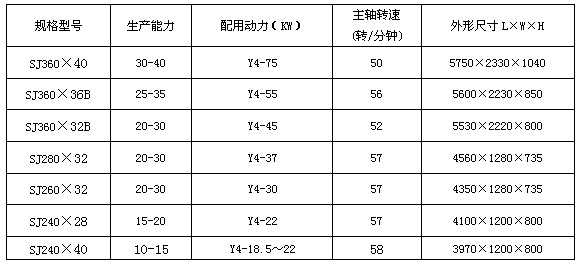 规格型号 生产能力 配用动力(KW) 主轴转速 外形尺寸L×W×H
(转/分钟)
SJ360×40 30-40 Y4-75 50 5750×2330×1040
SJ360×36B 25-35 Y4-55 56 5600×2230×850
SJ360×32B 20-30 Y4-45 52 5530×2220×800
SJ280×32 20-30 Y4-37 57 4560×1280×735
SJ260×32 20-30 Y4-30 57 4350×1280×735
SJ240×28 15-20 Y4-22 57 4100×1200×800
SJ240×40 10-15 Y4-18.5～22 58 3970×1200×800